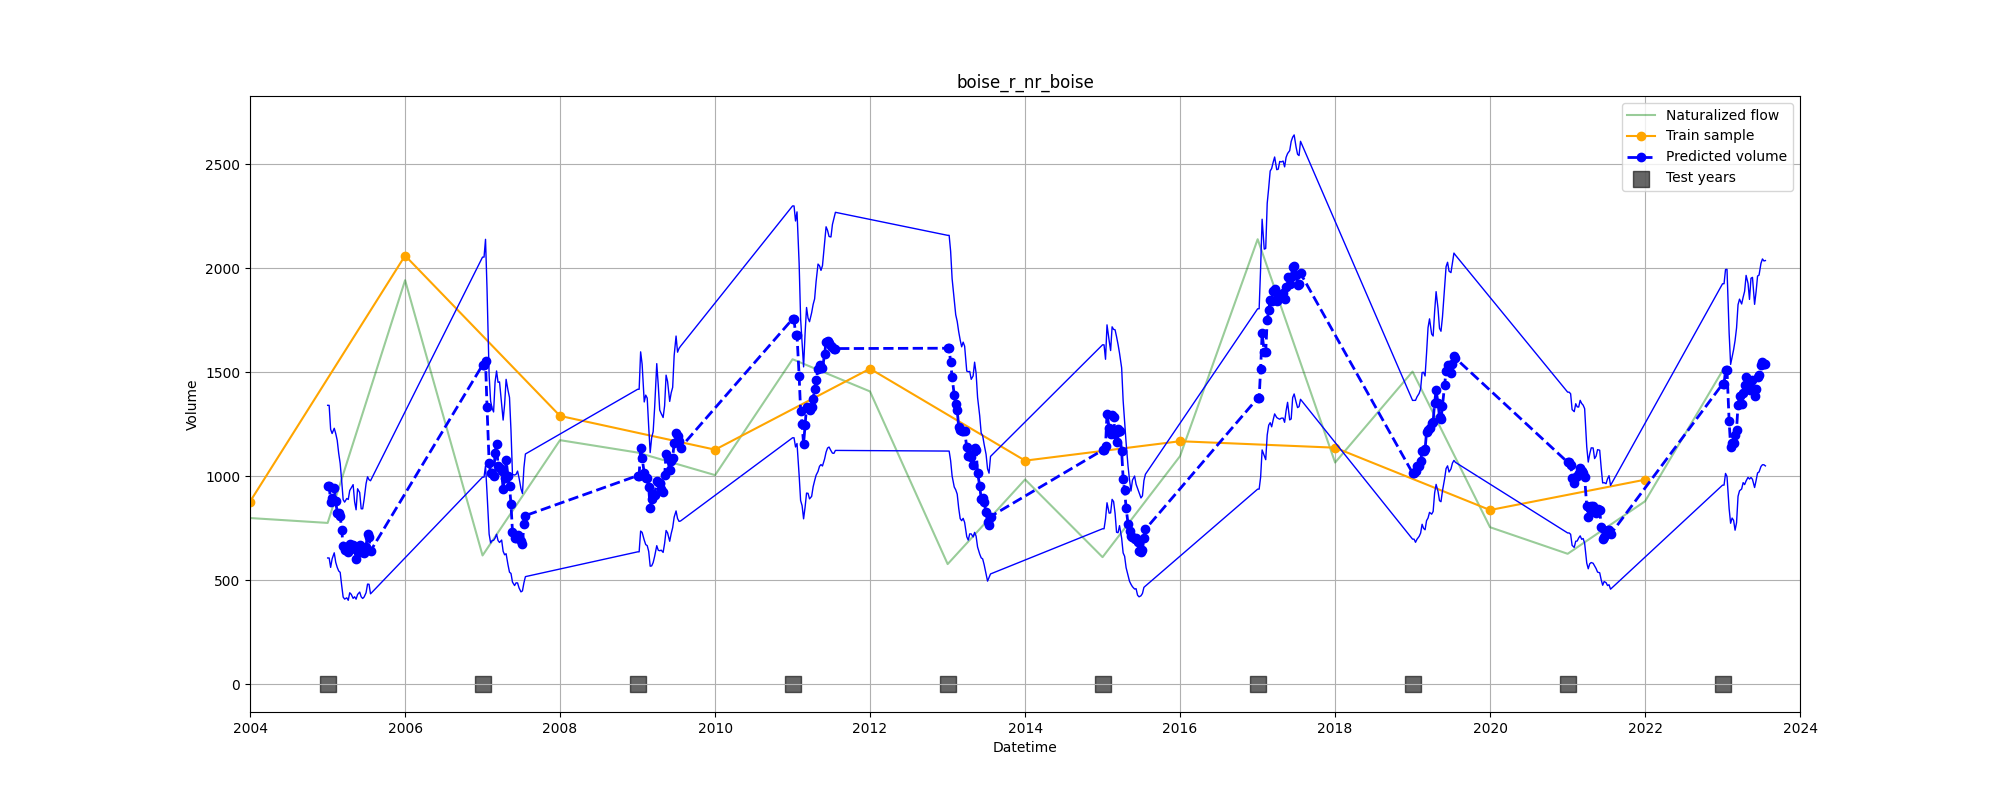 boise_r_nr_boise
Naturalized flow
Train sample
Predicted volume
Test years
Volume
2500
2000
1500
1000
500
0
2004 2006 2008 2010 2012 2014 2016 2018 2020 2022 2024
Datetime